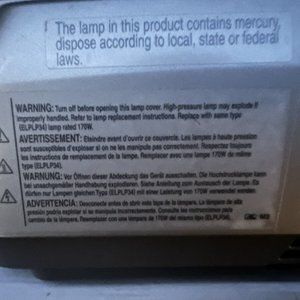 The lamp in this product contains mercury,
dispose according to local, state or federal
laws.
WARNING: Turn off before opening this lamp cover. High-pressure lamp may explode if
improperly handled. Refer to lamp replacement instructions. Replace with same type
(ELPLP34) lamp rated 170W.
AVERTISSEMENT: Eteindre avant d'ouvrir ce couvercle. Les lampes à haute pression
sont susceptibles d'exploser si on ne les manipule pas correctement. Respectez toujours
les instructions de remplacement de la lampe. Remplacer avec une lampe 170W de même
type (ELPLP34).
WARNUNG: Vor Öffnen dieser Abdeckung das Gerät ausschalten. Die Hochdrucklampe kann
bei unsachgemäßer Handhabung explodieren. Siehe Anleitung zum Austausch der Lampe. Es
dürfen nur Lampen gleichen Typs (ELPLP34) mit einer Leistung von 170W verwendet werden.
ADVERTENCIA: Desconecte antes de abrir esta tapa de la lámpara. La lámpara de alta
presión podría explotar si es manipulada incorrectamente. Consulte las instrucciones para
cambio de la lámpara. Reemplace con una lámpara de 170W del mismo tipo (ELPLP34).